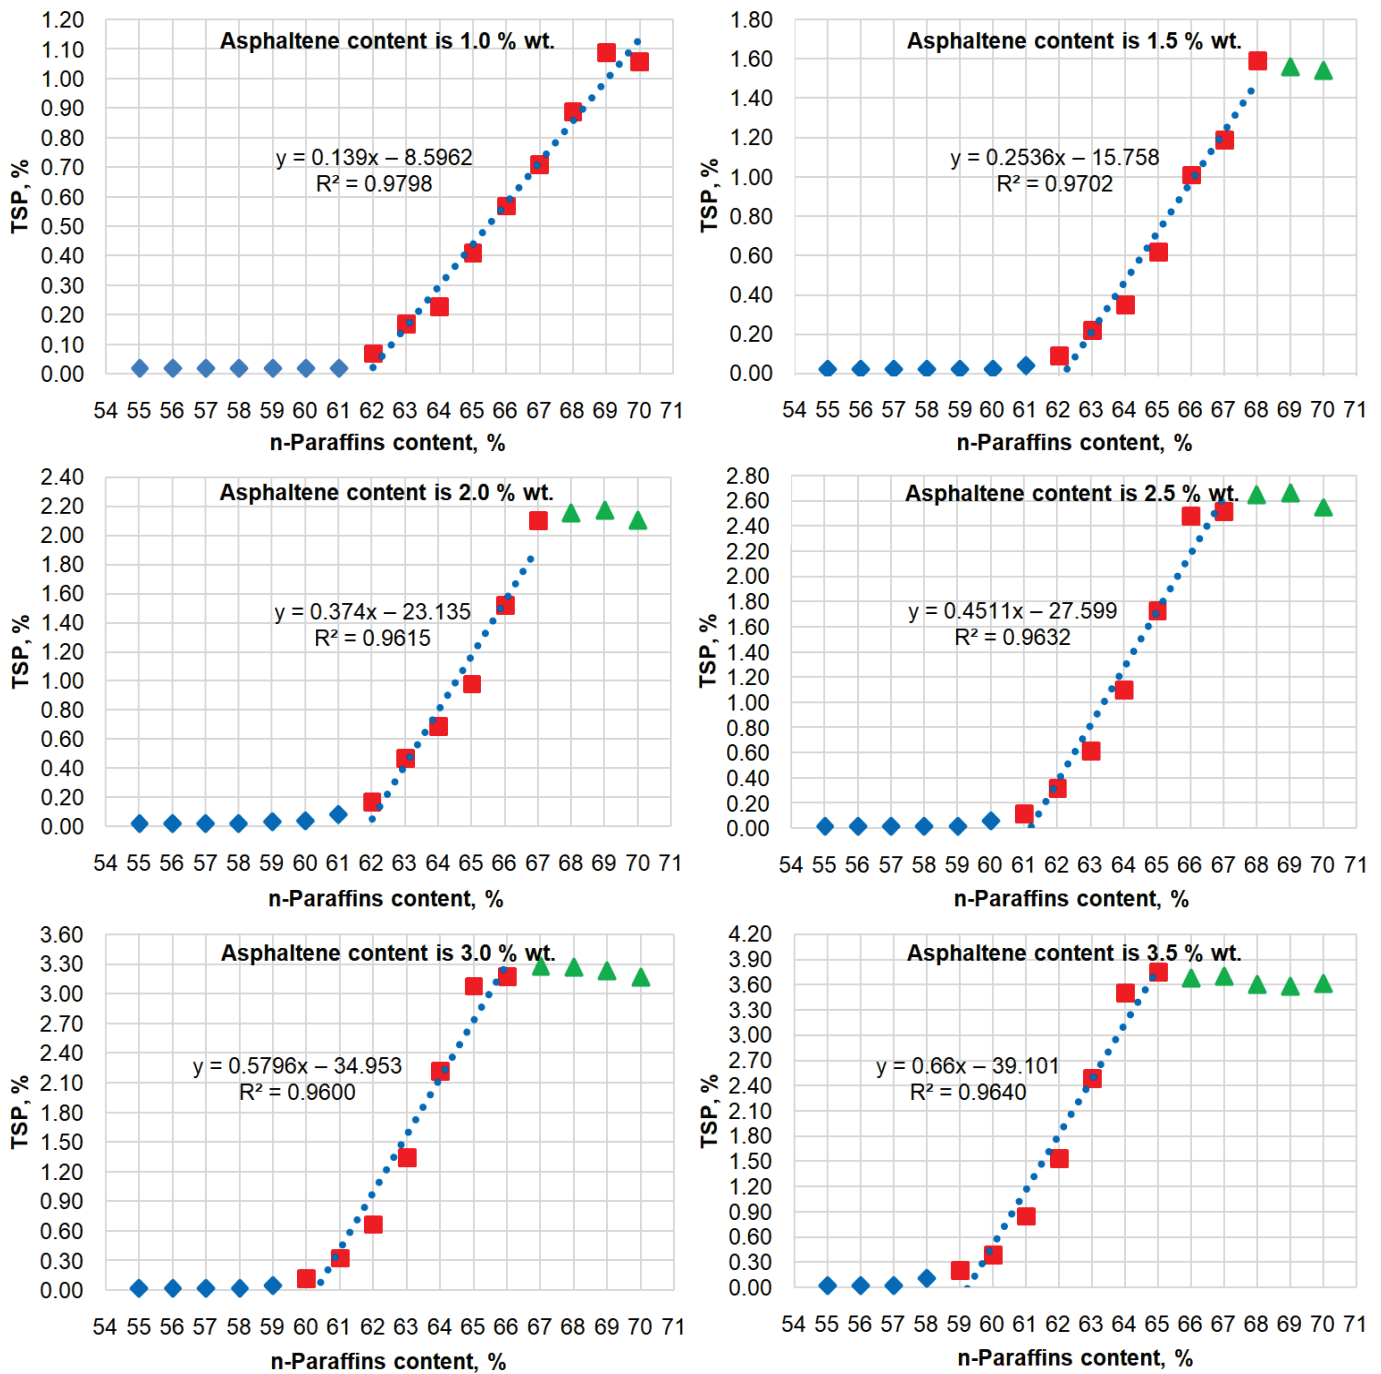 Asphaltene content is 1.0 % wt.
TSP, %
1.20
1.10
1.00
0.90
0.80
0.70
0.60
0.50
0.40
0.30
0.20
0.10
0.00
y = 0.139x – 8.5962
R² = 0.9798
54 55 56 57 58 59 60 61 62 63 64 65 66 67 68 69 70 71
n-Paraffins content, %
Asphaltene content is 1.5 % wt.
TSP, %
1.80
1.60
1.40
1.20
1.00
0.80
0.60
0.40
0.20
0.00
y = 0.2536x – 15.758
R² = 0.9702
54 55 56 57 58 59 60 61 62 63 64 65 66 67 68 69 70 71
n-Paraffins content, %
Asphaltene content is 2.0 % wt.
TSP, %
2.40
2.20
2.00
1.80
1.60
1.40
1.20
1.00
0.80
0.60
0.40
0.20
0.00
y = 0.374x – 23.135
R² = 0.9615
54 55 56 57 58 59 60 61 62 63 64 65 66 67 68 69 70 71
n-Paraffins content, %
Asphaltene content is 2.5 % wt.
TSP, %
2.80
2.60
2.40
2.20
2.00
1.80
1.60
1.40
1.20
1.00
0.80
0.60
0.40
0.20
0.00
y = 0.4511x – 27.599
R² = 0.9632
54 55 56 57 58 59 60 61 62 63 64 65 66 67 68 69 70 71
n-Paraffins content, %
Asphaltene content is 3.0 % wt.
TSP, %
3.60
3.30
3.00
2.70
2.40
2.10
1.80
1.50
1.20
0.90
0.60
0.30
0.00
y = 0.5796x – 34.953
R² = 0.9600
54 55 56 57 58 59 60 61 62 63 64 65 66 67 68 69 70 71
n-Paraffins content, %
Asphaltene content is 3.5 % wt.
TSP, %
4.20
3.90
3.60
3.30
3.00
2.70
2.40
2.10
1.80
1.50
1.20
0.90
0.60
0.30
0.00
y = 0.66x – 39.101
R² = 0.9640
54 55 56 57 58 59 60 61 62 63 64 65 66 67 68 69 70 71
n-Paraffins content, %